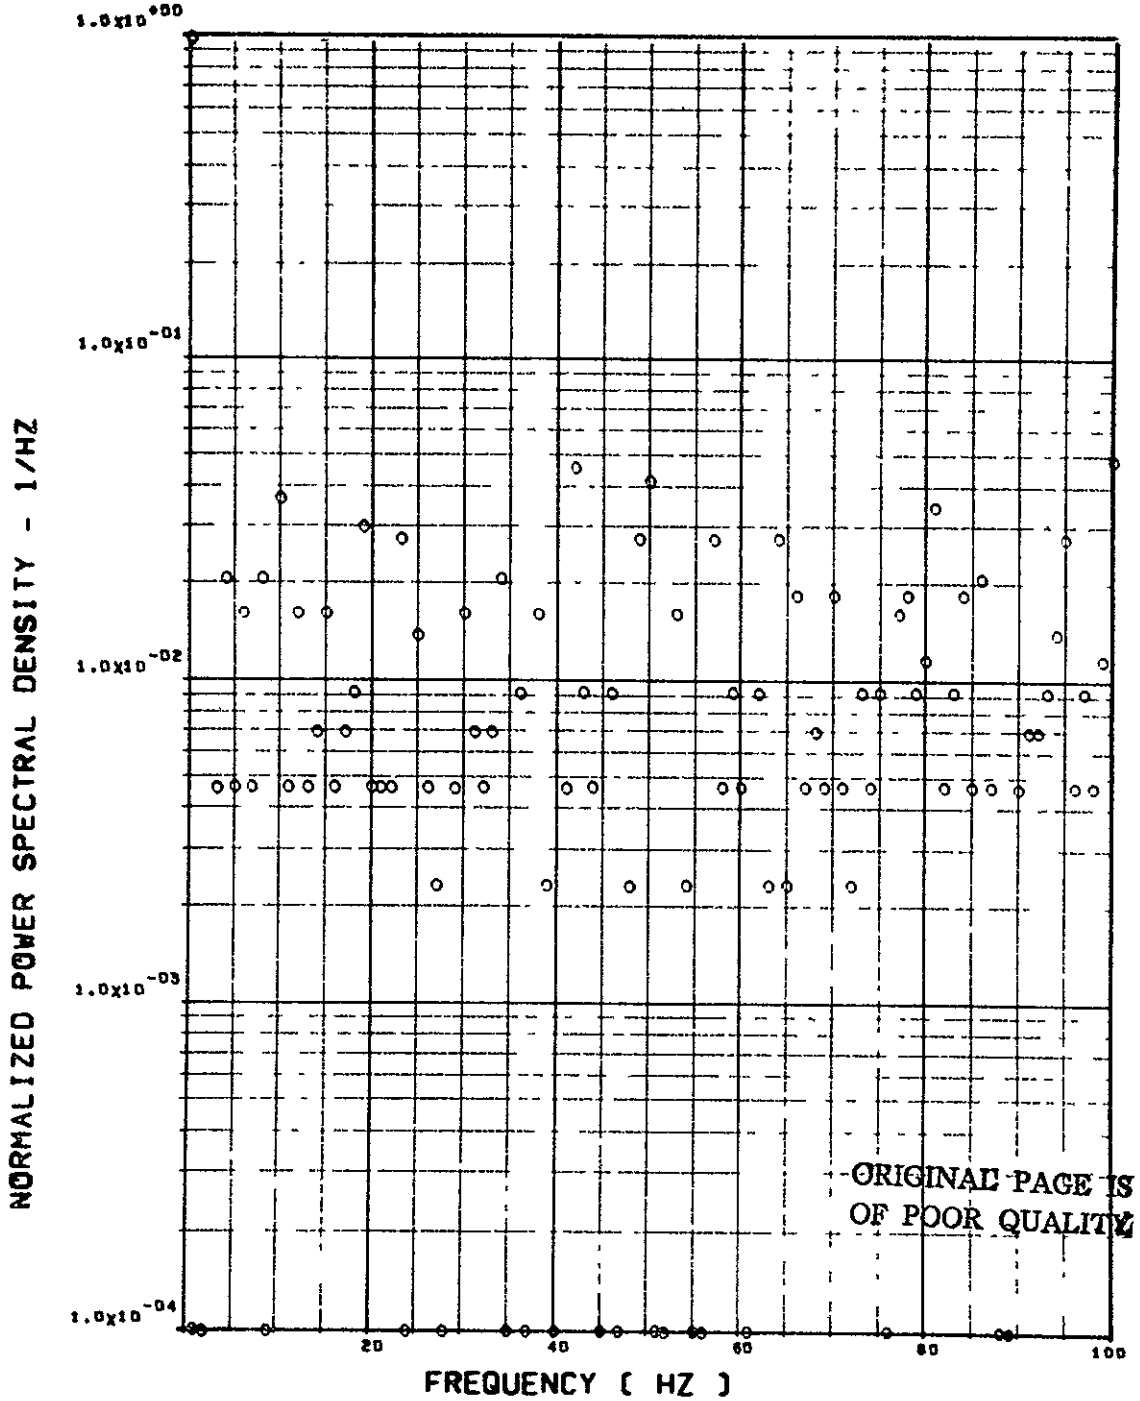 1.0X10+00
1.0X10-01
1.0X10-02
1.0X10-03
1.0X10-04
NORMALIZED POWER SPECTRAL DENSITY - 1/HZ
ORIGINAL PAGE IS
OF POOR QUALITY
20 40 60 80 100
FREQUENCY ( HZ )